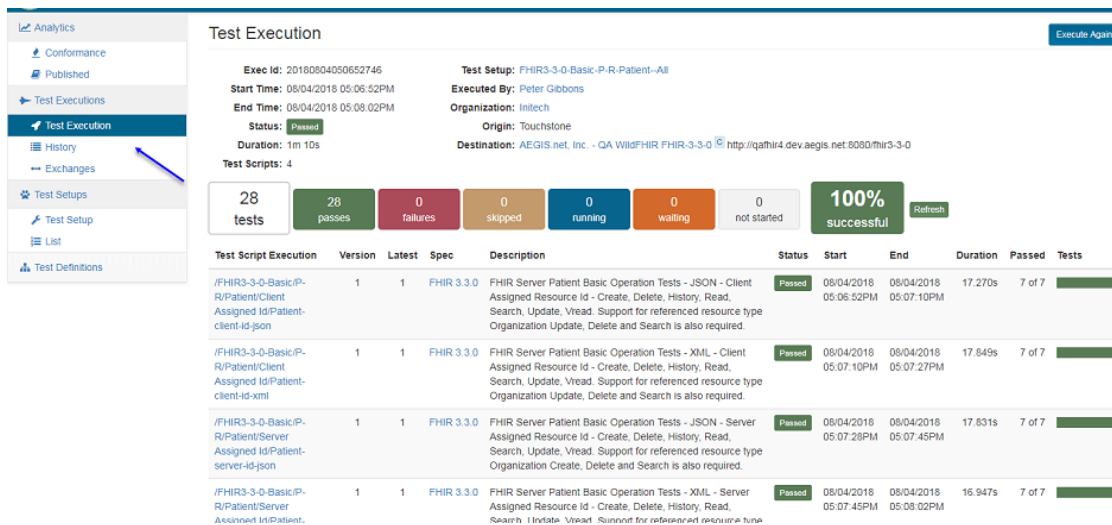 Analytics
Conformance
Published
Test Executions
Test Execution
History
Exchanges
Test Setups
Test Setup
List
Test Definitions
Test Execution
Execute Again
Exec Id: 20180804050652746
Test Setup: FHIR3-3-0-Basic-P-R-Patient--All
Start Time: 08/04/2018 05:06:52PM
Executed By: Peter Gibbons
End Time: 08/04/2018 05:08:02PM
Organization: Initech
Status: Passed
Origin: Touchstone
Duration: 1m 10s
Destination: AEGIS.net, Inc. - QA WildFHIR FHIR-3-3-0 C http://qafhir4.dev.aegis.net:8080/fhir3-3-0
Test Scripts: 4
28 tests
28 passes
0 failures
0 skipped
0 running
0 waiting
0 not started
100% successful
Refresh
Test Script Execution Version Latest Spec Description Status Start End Duration Passed Tests
/FHIR3-3-0-Basic/P- 1 1 FHIR 3.3.0 FHIR Server Patient Basic Operation Tests - JSON - Client Passed 08/04/2018 08/04/2018 17.270s 7 of 7
R/Patient/Client Assigned Resource Id - Create, Delete, History, Read, 05:06:52PM 05:07:10PM
Assigned Id/Patient- Search, Update, Vread. Support for referenced resource type
client-id-json Organization Update, Delete and Search is also required.
/FHIR3-3-0-Basic/P- 1 1 FHIR 3.3.0 FHIR Server Patient Basic Operation Tests - XML - Client Passed 08/04/2018 08/04/2018 17.849s 7 of 7
R/Patient/Client Assigned Resource Id - Create, Delete, History, Read, 05:07:10PM 05:07:27PM
Assigned Id/Patient- Search, Update, Vread. Support for referenced resource type
client-id-xml Organization Update, Delete and Search is also required.
/FHIR3-3-0-Basic/P- 1 1 FHIR 3.3.0 FHIR Server Patient Basic Operation Tests - JSON - Server Passed 08/04/2018 08/04/2018 17.831s 7 of 7
R/Patient/Server Assigned Resource Id - Create, Delete, History, Read, 05:07:28PM 05:07:45PM
Assigned Id/Patient- Search, Update, Vread. Support for referenced resource type
server-id-json Organization Create, Delete and Search is also required.
/FHIR3-3-0-Basic/P- 1 1 FHIR 3.3.0 FHIR Server Patient Basic Operation Tests - XML - Server Passed 08/04/2018 08/04/2018 16.947s 7 of 7
R/Patient/Server Assigned Resource Id - Create, Delete, History, Read, 05:07:45PM 05:08:02PM
Assigned Id/Patient- Search, Update, Vread. Support for referenced resource type